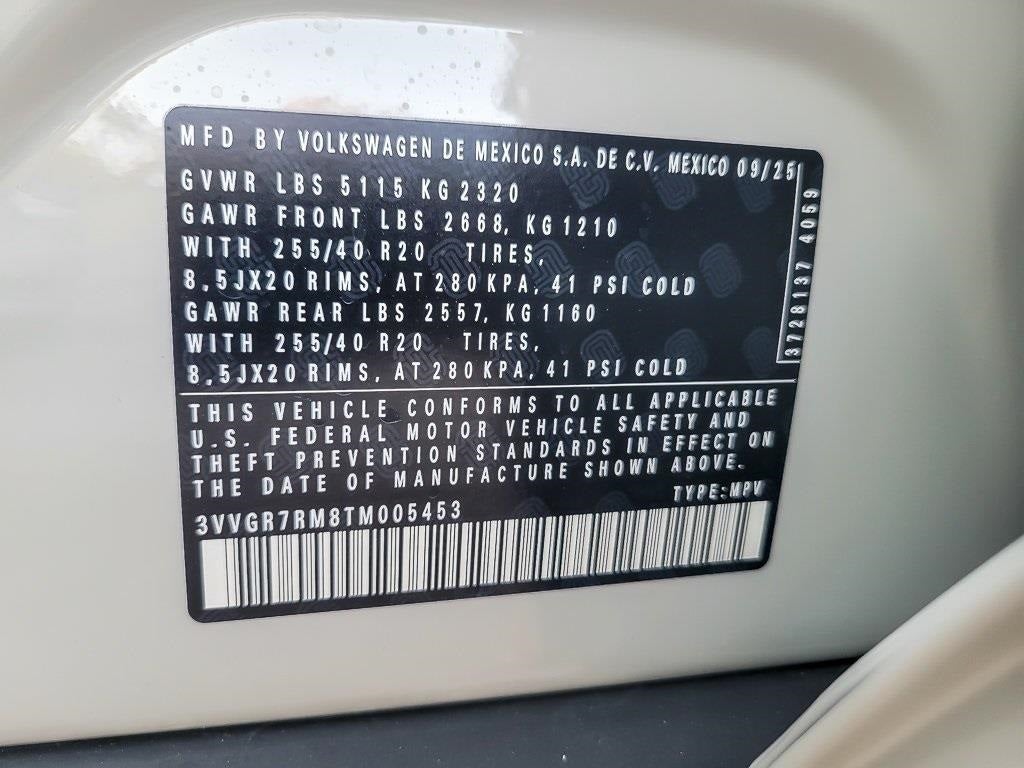 MFD BY VOLKSWAGEN DE MEXICO S.A. DE C.V. MEXICO 09/25
GVWR LBS 5115 KG 2320
GAWR FRONT LBS 2668, KG 1210
WITH 255/40 R20 TIRES,
8,5JX20 RIMS, AT 280 KPA, 41 PSI COLD
GAWR REAR LBS 2557, KG 1160
WITH 255/40 R20 TIRES,
8,5JX20 RIMS, AT 280 KPA, 41 PSI COLD
3728137 4059
THIS VEHICLE CONFORMS TO ALL APPLICABLE
U.S. FEDERAL MOTOR VEHICLE SAFETY AND
THEFT PREVENTION STANDARDS IN EFFECT ON
THE DATE OF MANUFACTURE SHOWN ABOVE.
TYPE:MPV
3VVGR7RM8TM005453